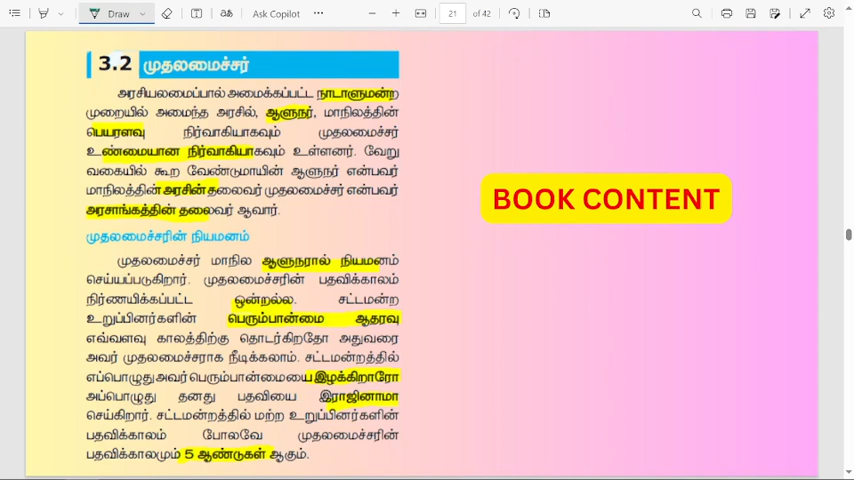 Draw
Ask Copilot
21 of 42
3.2 முதலமைச்சர்
அரசியலமைப்பால் அமைக்கப்பட்ட நாடாளுமன்ற
முறையில் அமைந்த அரசில், ஆளுநர், மாநிலத்தின்
பெயரளவு நிர்வாகியாகவும் முதலமைச்சர்
உண்மையான நிர்வாகியாகவும் உள்ளனர். வேறு
வகையில் கூற வேண்டுமாயின் ஆளுநர் என்பவர்
மாநிலத்தின் அரசின் தலைவர் முதலமைச்சர் என்பவர்
அரசாங்கத்தின் தலைவர் ஆவார்.
முதலமைச்சரின் நியமனம்
முதலமைச்சர் மாநில ஆளுநரால் நியமனம்
செய்யப்படுகிறார். முதலமைச்சரின் பதவிக்காலம்
நிர்ணயிக்கப்பட்ட ஒன்றல்ல. சட்டமன்ற
உறுப்பினர்களின் பெரும்பான்மை ஆதரவு
எவ்வளவு காலத்திற்கு தொடர்கிறதோ அதுவரை
அவர் முதலமைச்சராக நீடிக்கலாம். சட்டமன்றத்தில்
எப்பொழுது அவர் பெரும்பான்மையை இழக்கிறாரோ
அப்பொழுது தனது பதவியை இராஜினாமா
செய்கிறார். சட்டமன்றத்தில் மற்ற உறுப்பினர்களின்
பதவிக்காலம் போலவே முதலமைச்சரின்
பதவிக்காலமும் 5 ஆண்டுகள் ஆகும்.
BOOK CONTENT